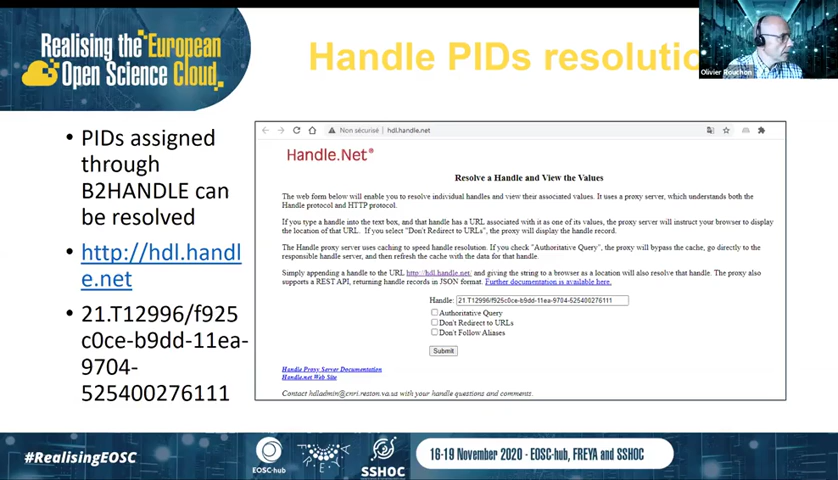 Realising the European
Open Science Cloud
Handle PIDs resolutio
Olivier Rouchon
• PIDs assigned
through
B2HANDLE can
be resolved
• http://hdl.handl
e.net
• 21.T12996/f925
c0ce-b9dd-11ea-
9704-
525400276111
Non sécurisé | hdl.handle.net
Handle.Net®
Resolve a Handle and View the Values
The web form below will enable you to resolve individual handles and view their associated values. It uses a proxy server, which understands both the
Handle protocol and HTTP protocol.
If you type a handle into the text box, and that handle has a URL associated with it as one of its values, the proxy server will instruct your browser to display
the location of that URL. If you select "Don't Redirect to URLs", the proxy will display the handle record.
The Handle proxy server uses caching to speed handle resolution. If you check "Authoritative Query", the proxy will bypass the cache, go directly to the
responsible handle server, and then refresh the cache with the data for that handle.
Simply appending a handle to the URL http://hdl.handle.net/ and giving the string to a browser as a location will also resolve that handle. The proxy also
supports a REST API, returning handle records in JSON format. Further documentation is available here.
Handle: 21.T12996/f925c0ce-b9dd-11ea-9704-525400276111
Authoritative Query
Don't Redirect to URLs
Don't Follow Aliases
Submit
Handle Proxy Server Documentation
Handle.net Web Site
Contact hdladmin@cnri.reston.va.us with your handle questions and comments.
#RealisingEOSC
EOSC-hub
FREYA
SSHOC
16-19 November 2020 - EOSC-hub, FREYA and SSHOC